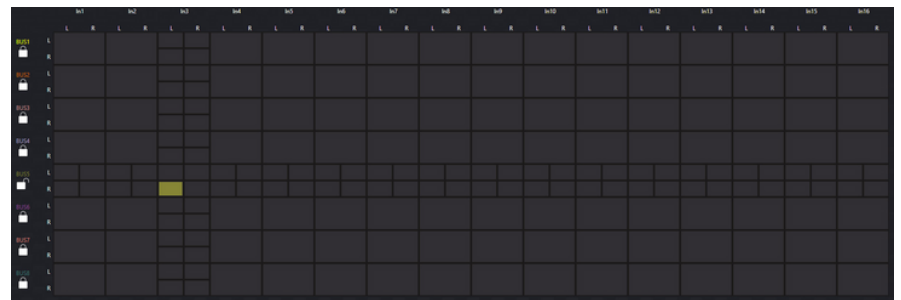 In1 In2 In3 In4 In5 In6 In7 In8 In9 In10 In11 In12 In13 In14 In15 In16
L R L R L R L R L R L R L R L R L R L R L R L R L R L R L R L R
BUS1 L
R
BUS2 L
R
BUS3 L
R
BUS4 L
R
BUS5 L
R
BUS6 L
R
BUS7 L
R
BUS8 L
R